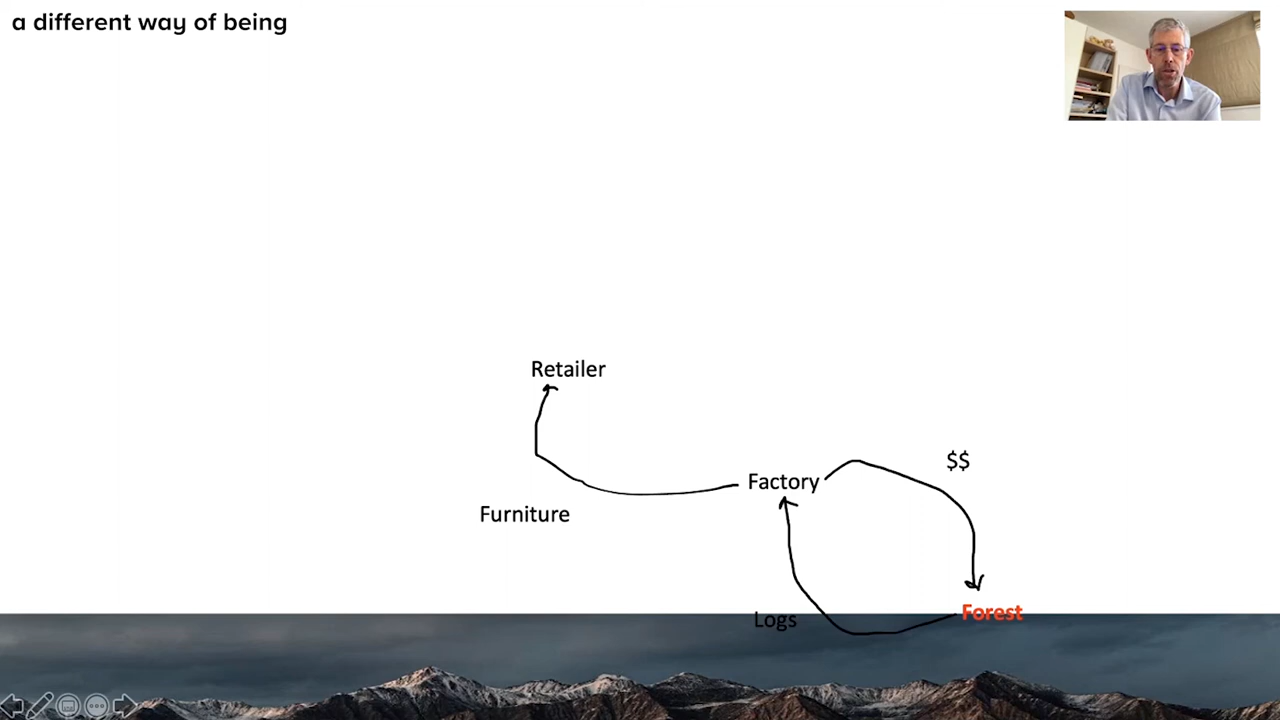 a different way of being
Retailer
$$
Factory
Furniture
Forest
Logs